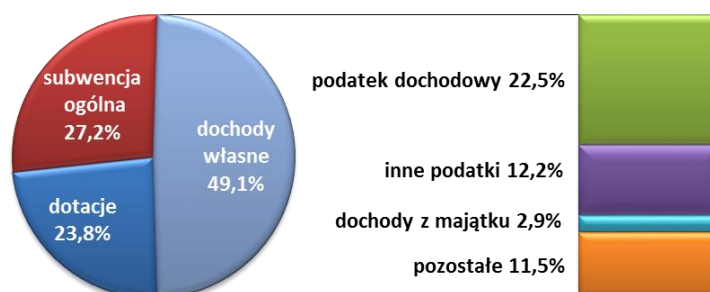 subwencja
ogólna
27,2%
dotacje
23,8%
dochody
własne
49,1%
podatek dochodowy 22,5%
inne podatki 12,2%
dochody z majątku 2,9%
pozostałe 11,5%